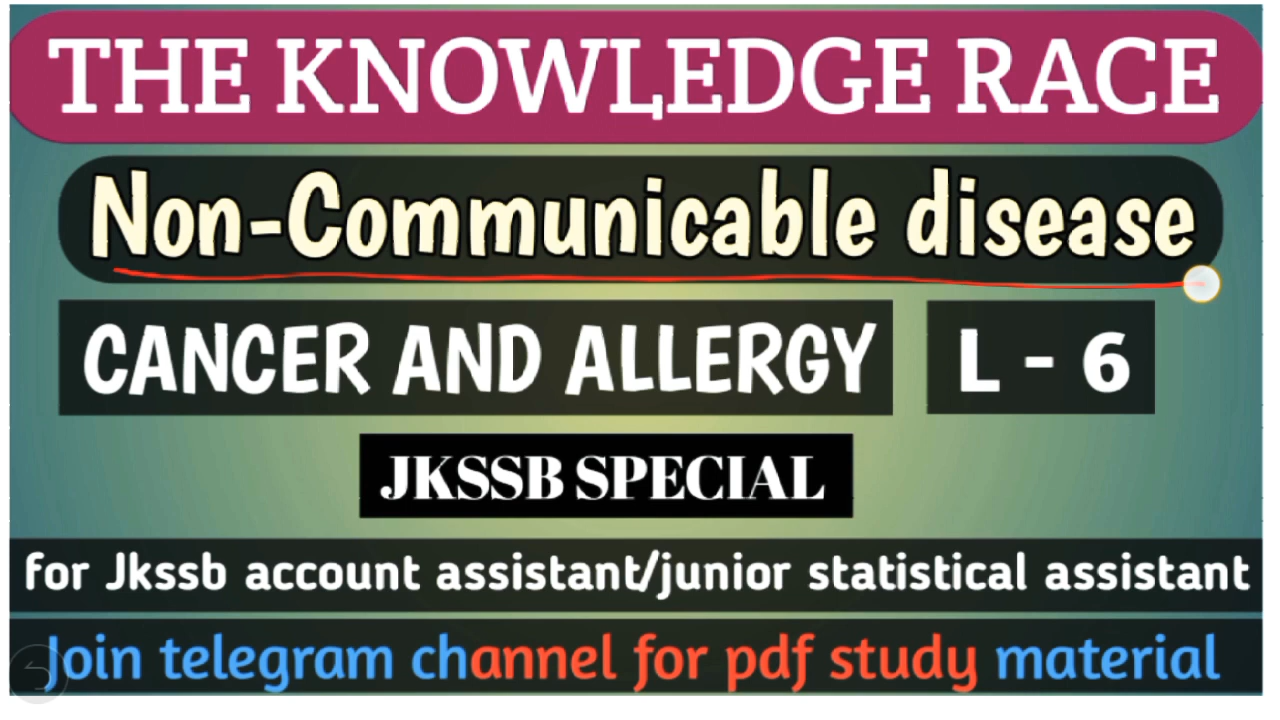 THE KNOWLEDGE RACE
Non-Communicable disease
CANCER AND ALLERGY L - 6
JKSSB SPECIAL
for Jkssb account assistant/junior statistical assistant
Join telegram channel for pdf study material